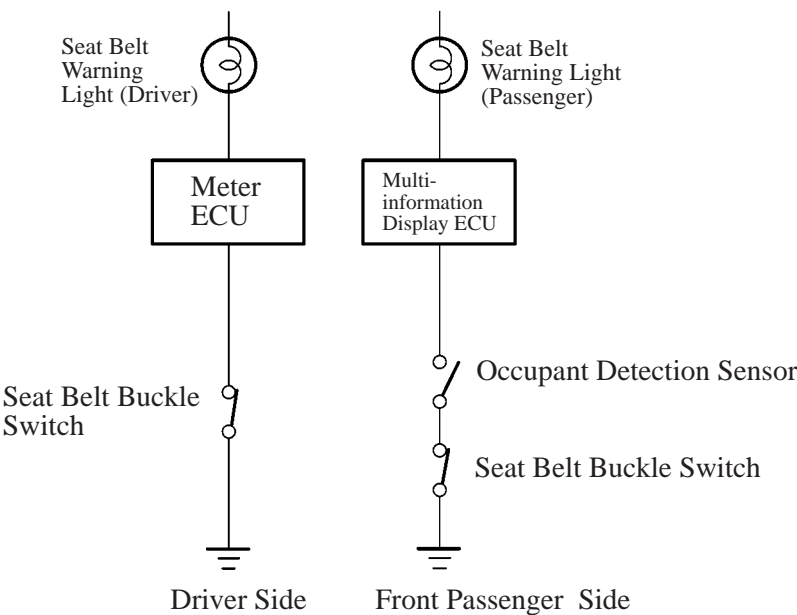 Seat Belt
Warning
Light (Driver)
Seat Belt
Warning Light
(Passenger)
Meter
ECU
Multi-
information
Display ECU
Occupant Detection Sensor
Seat Belt Buckle
Switch
Seat Belt Buckle Switch
Driver Side
Front Passenger Side